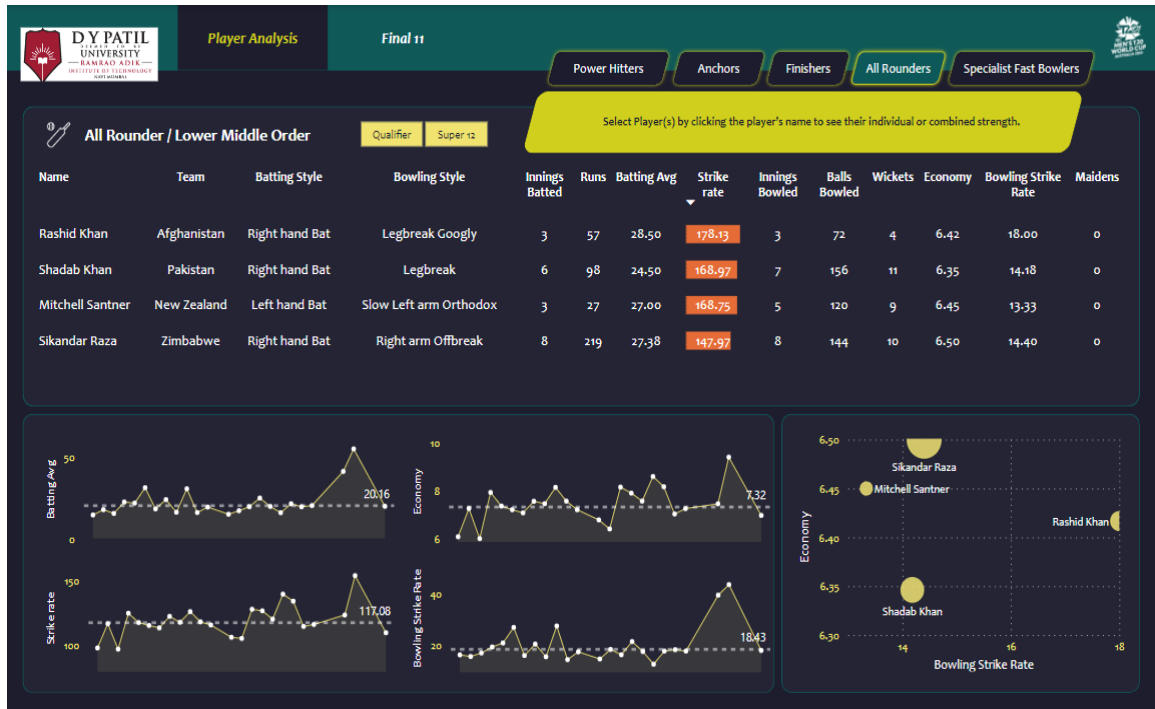 D Y PATIL
DEEMED TO BE
UNIVERSITY
— RAMRAO ADIK —
INSTITUTE OF TECHNOLOGY
NAVI MUMBAI
Player Analysis
Final 11
MEN'S T20
WORLD CUP
Power Hitters
Anchors
Finishers
All Rounders
Specialist Fast Bowlers
All Rounder / Lower Middle Order
Qualifier
Super 12
Select Player(s) by clicking the player's name to see their individual or combined strength.
Name Team Batting Style Bowling Style Innings Batted Runs Batting Avg Strike rate Innings Bowled Balls Bowled Wickets Economy Bowling Strike Rate Maidens
Rashid Khan Afghanistan Right hand Bat Legbreak Googly 3 57 28.50 178.13 3 72 4 6.42 18.00 0
Shadab Khan Pakistan Right hand Bat Legbreak 6 98 24.50 168.97 7 156 11 6.35 14.18 0
Mitchell Santner New Zealand Left hand Bat Slow Left arm Orthodox 3 27 27.00 168.75 5 120 9 6.45 13.33 0
Sikandar Raza Zimbabwe Right hand Bat Right arm Offbreak 8 219 27.38 147.97 8 144 10 6.50 14.40 0
Batting Avg
50
0
20.16
Economy
10
8
6
7.32
Strike rate
150
100
117.08
Bowling Strike Rate
40
20
18.43
Economy
6.50
6.45
6.40
6.35
6.30
Sikandar Raza
Mitchell Santner
Rashid Khan
Shadab Khan
14 16 18
Bowling Strike Rate